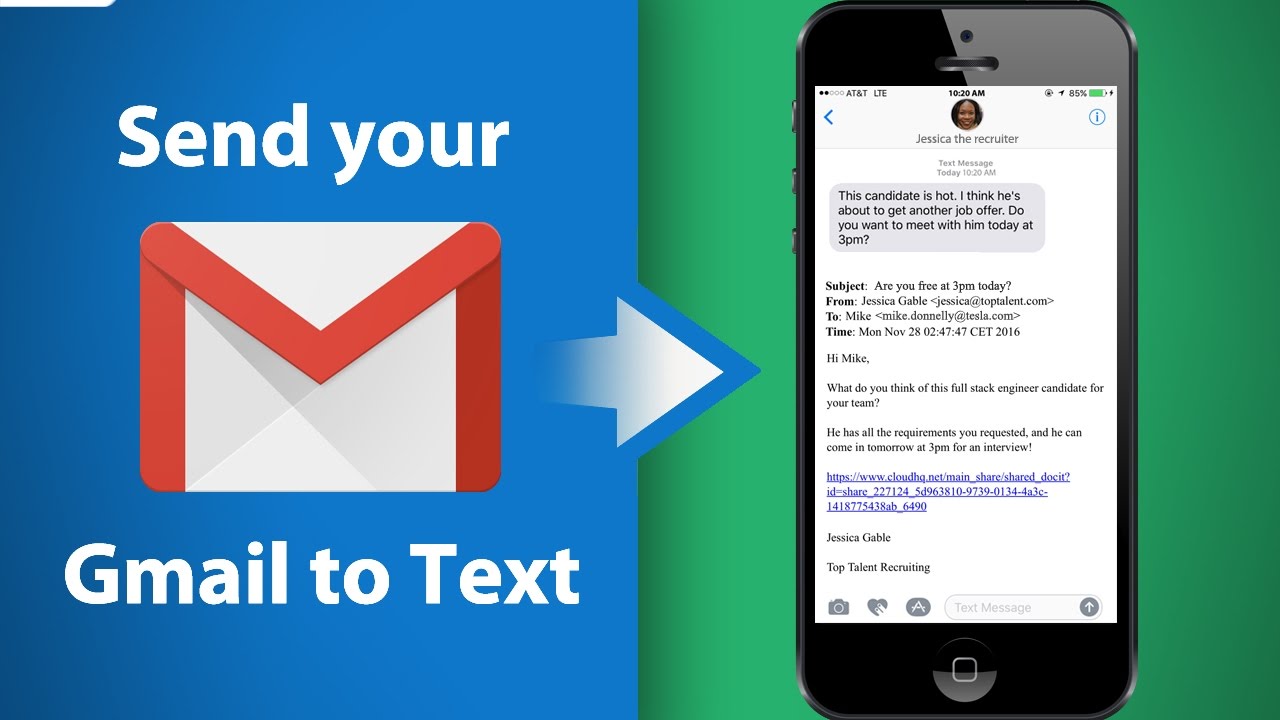 Send your
Gmail to Text
AT&T LTE 10:20 AM 85%
Jessica the recruiter
Text Message
Today 10:20 AM
This candidate is hot. I think he's
about to get another job offer. Do
you want to meet with him today at
3pm?
Subject: Are you free at 3pm today?
From: Jessica Gable <jessica@toptalent.com>
To: Mike <mike.donnelly@tesla.com>
Time: Mon Nov 28 02:47:47 CET 2016
Hi Mike,
What do you think of this full stack engineer candidate for
your team?
He has all the requirements you requested, and he can
come in tomorrow at 3pm for an interview!
https://www.cloudhq.net/main_share/shared_docit?
id=share_227124_5d963810-9739-0134-4a3c-
1418775438ab_6490
Jessica Gable
Top Talent Recruiting
Text Message